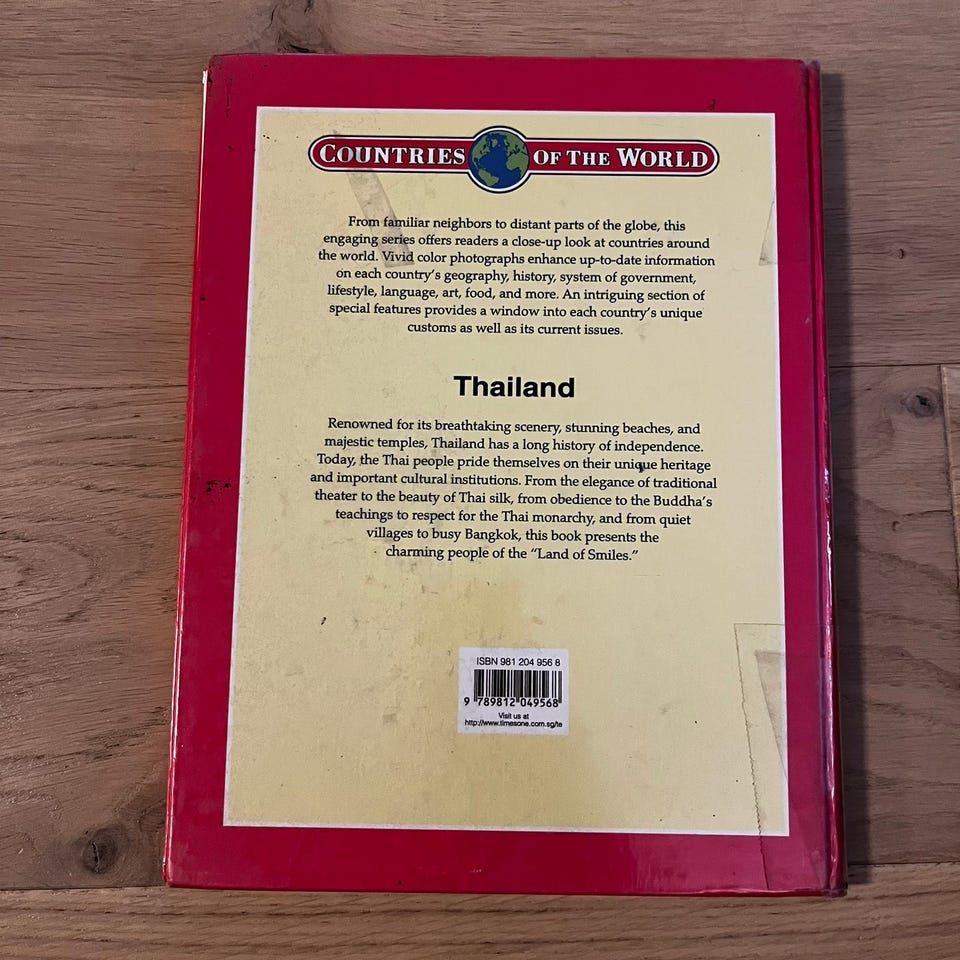 COUNTRIES OF THE WORLD
From familiar neighbors to distant parts of the globe, this
engaging series offers readers a close-up look at countries around
the world. Vivid color photographs enhance up-to-date information
on each country's geography, history, system of government,
lifestyle, language, art, food, and more. An intriguing section of
special features provides a window into each country's unique
customs as well as its current issues.
Thailand
Renowned for its breathtaking scenery, stunning beaches, and
majestic temples, Thailand has a long history of independence.
Today, the Thai people pride themselves on their unique heritage
and important cultural institutions. From the elegance of traditional
theater to the beauty of Thai silk, from obedience to the Buddha's
teachings to respect for the Thai monarchy, and from quiet
villages to busy Bangkok, this book presents the
charming people of the "Land of Smiles."
ISBN 981 204 956 8
9 789812 049568
Visit us at
http://www.timesone.com.sg/te